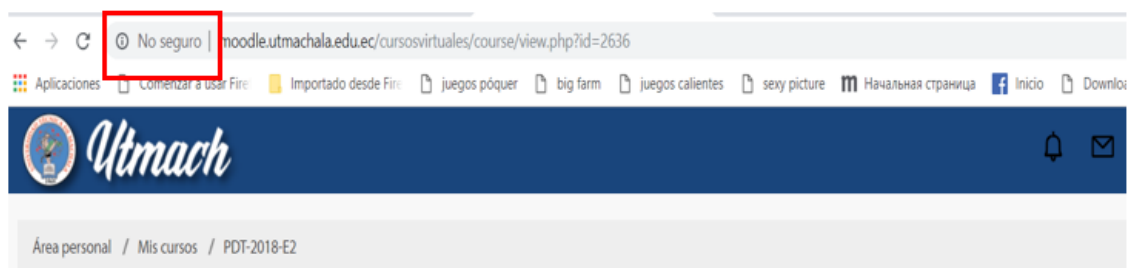 No seguro | moodle.utmachala.edu.ec/cursosvirtuales/course/view.php?id=2636
Aplicaciones Comenzar a usar Fire Importado desde Fire juegos póquer big farm juegos calientes sexy picture m Начальная страница f Inicio Downloa
Utmach
Área personal / Mis cursos / PDT-2018-E2